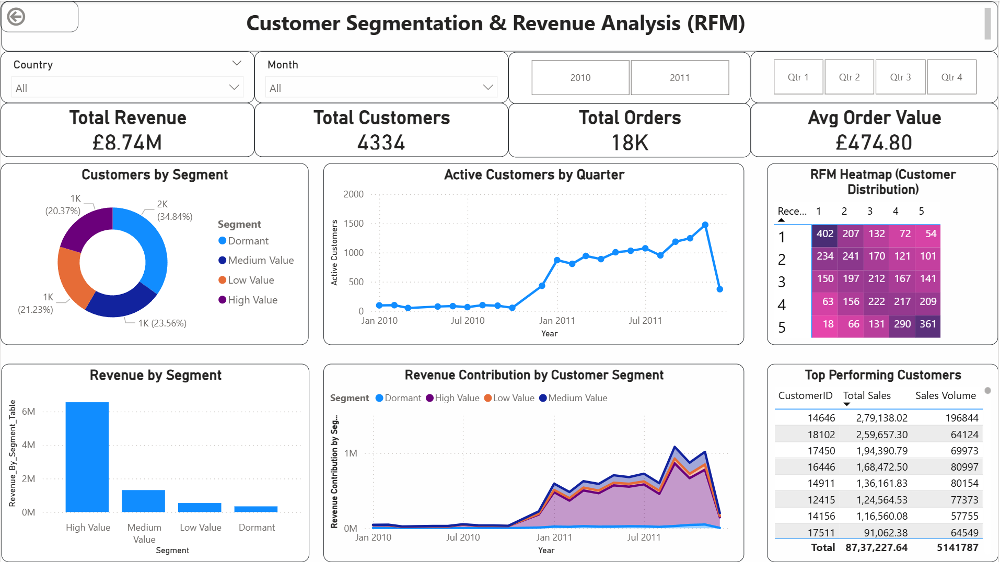 Customer Segmentation & Revenue Analysis (RFM)
Country
All
Month
All
2010
2011
Qtr 1
Qtr 2
Qtr 3
Qtr 4
Total Revenue
£8.74M
Total Customers
4334
Total Orders
18K
Avg Order Value
£474.80
Customers by Segment
1K
(20.37%)
2K
(34.84%)
1K
(21.23%)
1K (23.56%)
Segment
Dormant
Medium Value
Low Value
High Value
Active Customers by Quarter
Active Customers
2000
1500
1000
500
0
Jan 2010
Jul 2010
Jan 2011
Jul 2011
Year
RFM Heatmap (Customer
Distribution)
Rece... 1 2 3 4 5
1 402 207 132 72 54
2 234 241 170 121 101
3 150 197 212 167 141
4 63 156 222 217 209
5 18 66 131 290 361
Revenue by Segment
Revenue_By_Segment_Table
6M
4M
2M
0M
High Value
Medium
Value
Low Value
Dormant
Segment
Revenue Contribution by Customer Segment
Segment Dormant High Value Low Value Medium Value
Revenue Contribution by Seg...
1M
0M
Jan 2010
Jul 2010
Jan 2011
Jul 2011
Year
Top Performing Customers
CustomerID Total Sales Sales Volume
14646 2,79,138.02 196844
18102 2,59,657.30 64124
17450 1,94,390.79 69973
16446 1,68,472.50 80997
14911 1,36,161.83 80154
12415 1,24,564.53 77373
14156 1,16,560.08 57755
17511 91,062.38 64549
Total 87,37,227.64 5141787